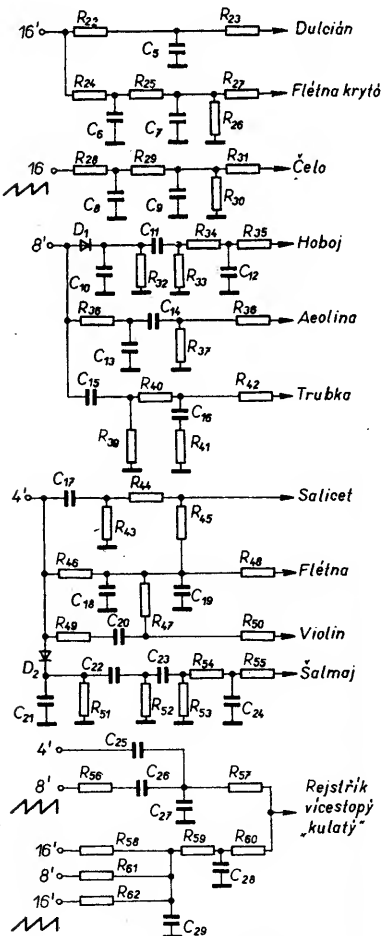 16' R22 R23 Dulcián
C5
R24 R25 R27 Flétna krytá
C6 C7 R26
16 R28 R29 R31 Čelo
C8 C9 R30
8' D1 C11 R34 R35 Hoboj
C10 R32 R33 C12
R36 C14 R38 Aeolina
C13 R37
C15 R40 R42 Trubka
C16
R39 R41
4' C17 R44 Salicet
R43 R45
R46 R48 Flétna
C18 C19
R49 C20 R47 R50 Violín
D2 C22 C23 R54 R55 Šalmaj
C21 R51 R52 R53 C24
4' C25
8' R56 C26 R57
C27
Rejstřík
vícestopý
„kulatý"
16' R58 R59 R60
8' R61 C28
16' R62
C29